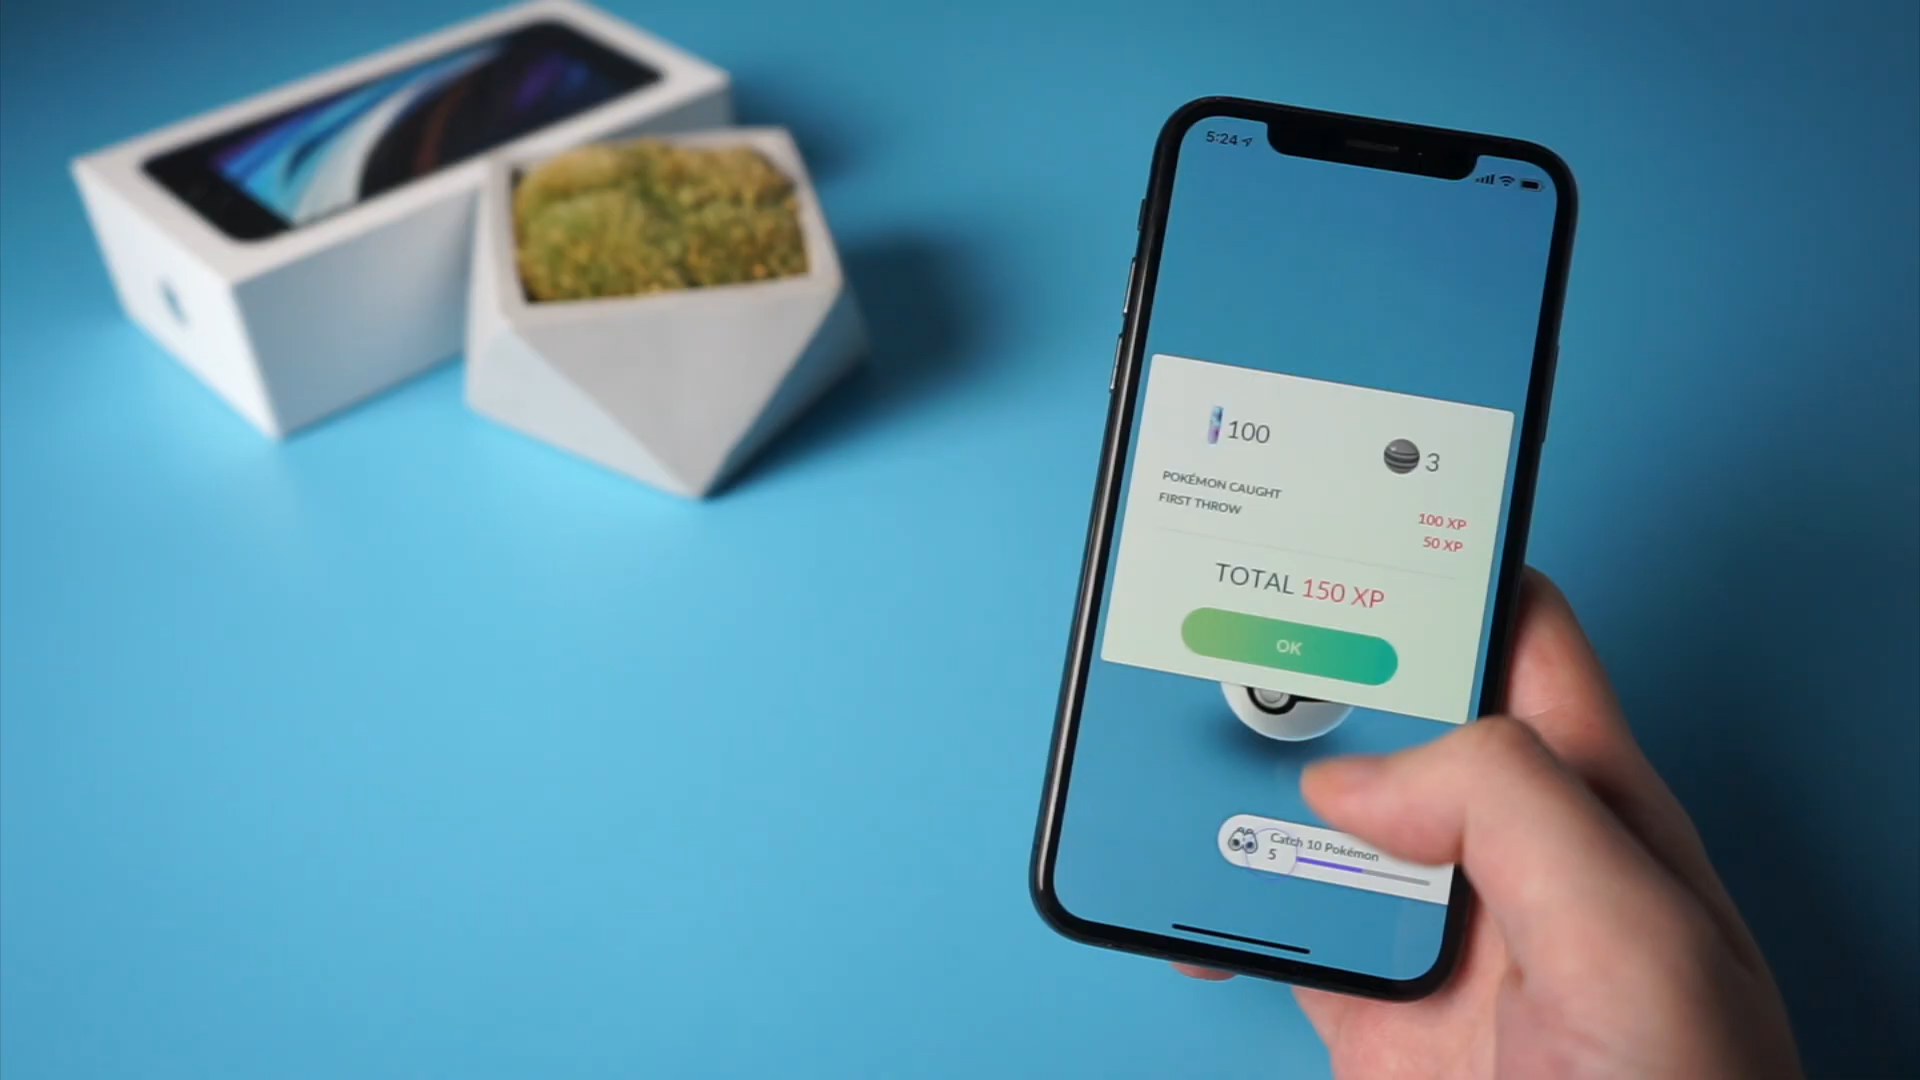 5:24
100
3
POKÉMON CAUGHT
100 XP
FIRST THROW
50 XP
TOTAL 150 XP
OK
Catch 10 Pokémon
5